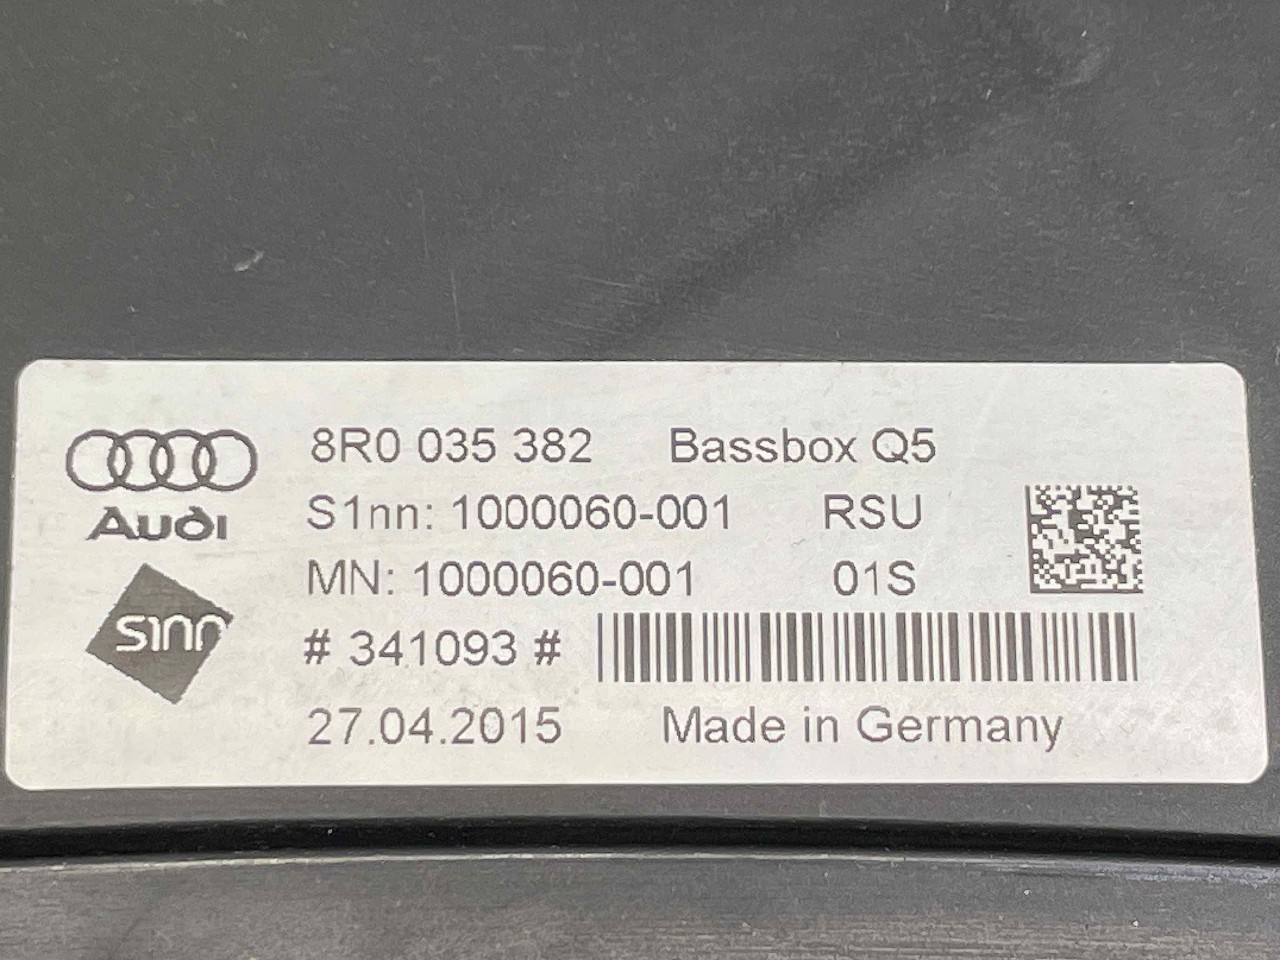 8R0 035 382 Bassbox Q5
Audi
S1nn: 1000060-001 RSU
MN: 1000060-001 01S
s1nn
# 341093 #
27.04.2015 Made in Germany